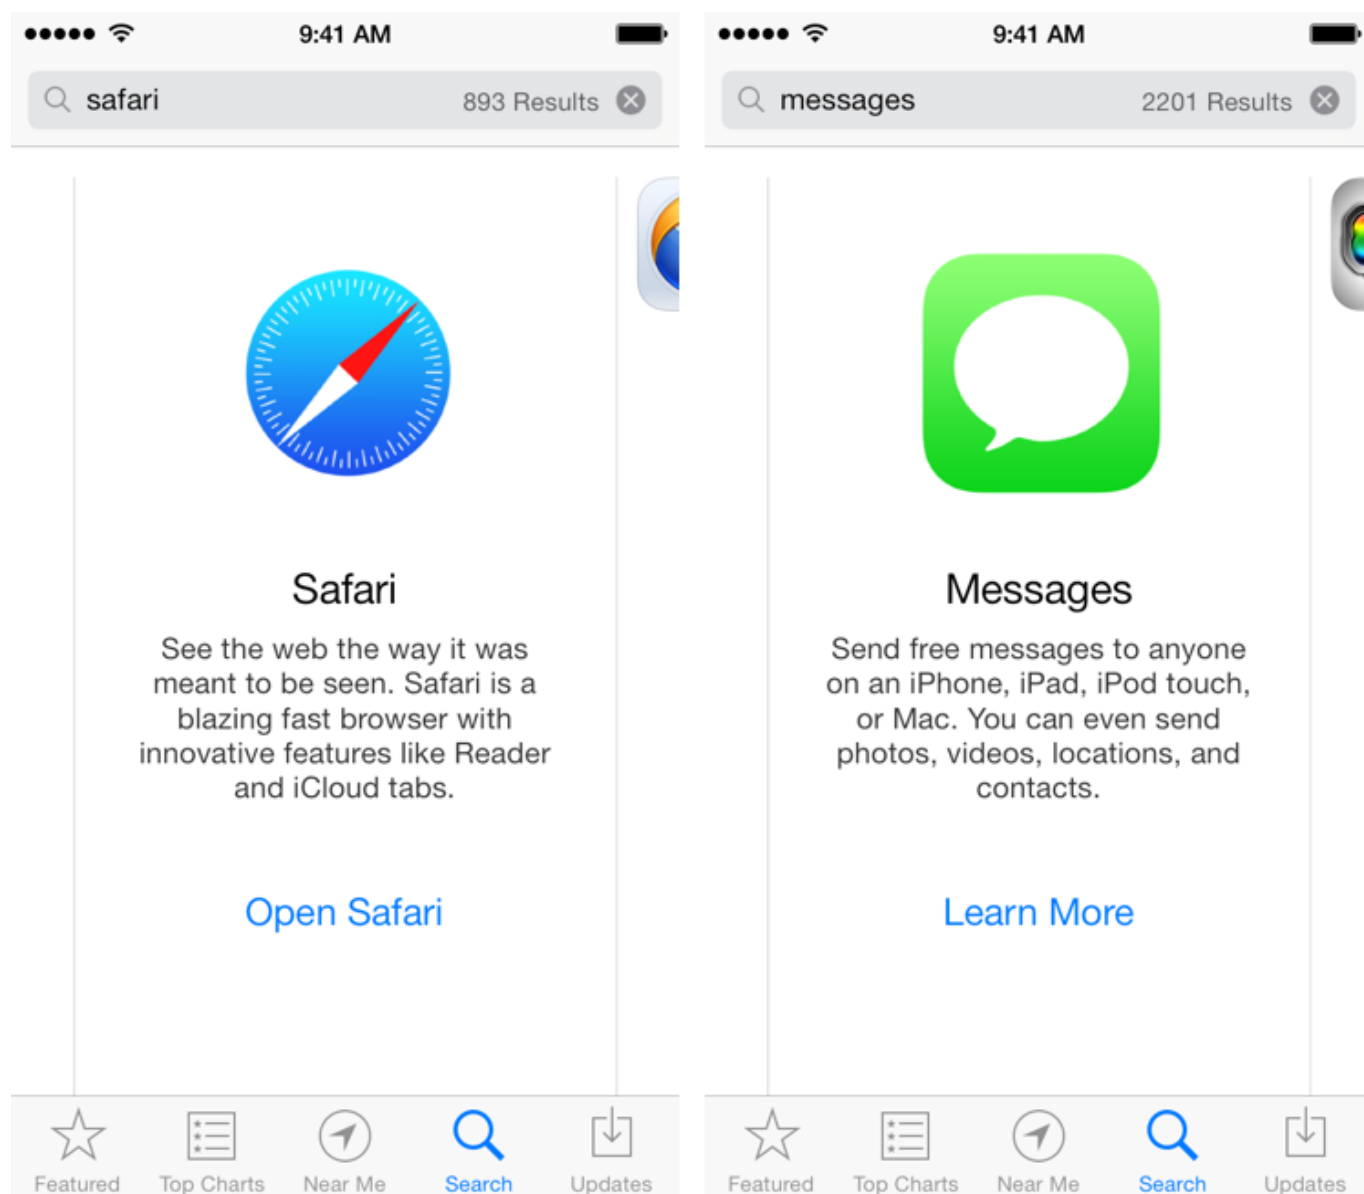 9:41 AM
safari 893 Results
Safari
See the web the way it was
meant to be seen. Safari is a
blazing fast browser with
innovative features like Reader
and iCloud tabs.
Open Safari
Featured Top Charts Near Me Search Updates
9:41 AM
messages 2201 Results
Messages
Send free messages to anyone
on an iPhone, iPad, iPod touch,
or Mac. You can even send
photos, videos, locations, and
contacts.
Learn More
Featured Top Charts Near Me Search Updates